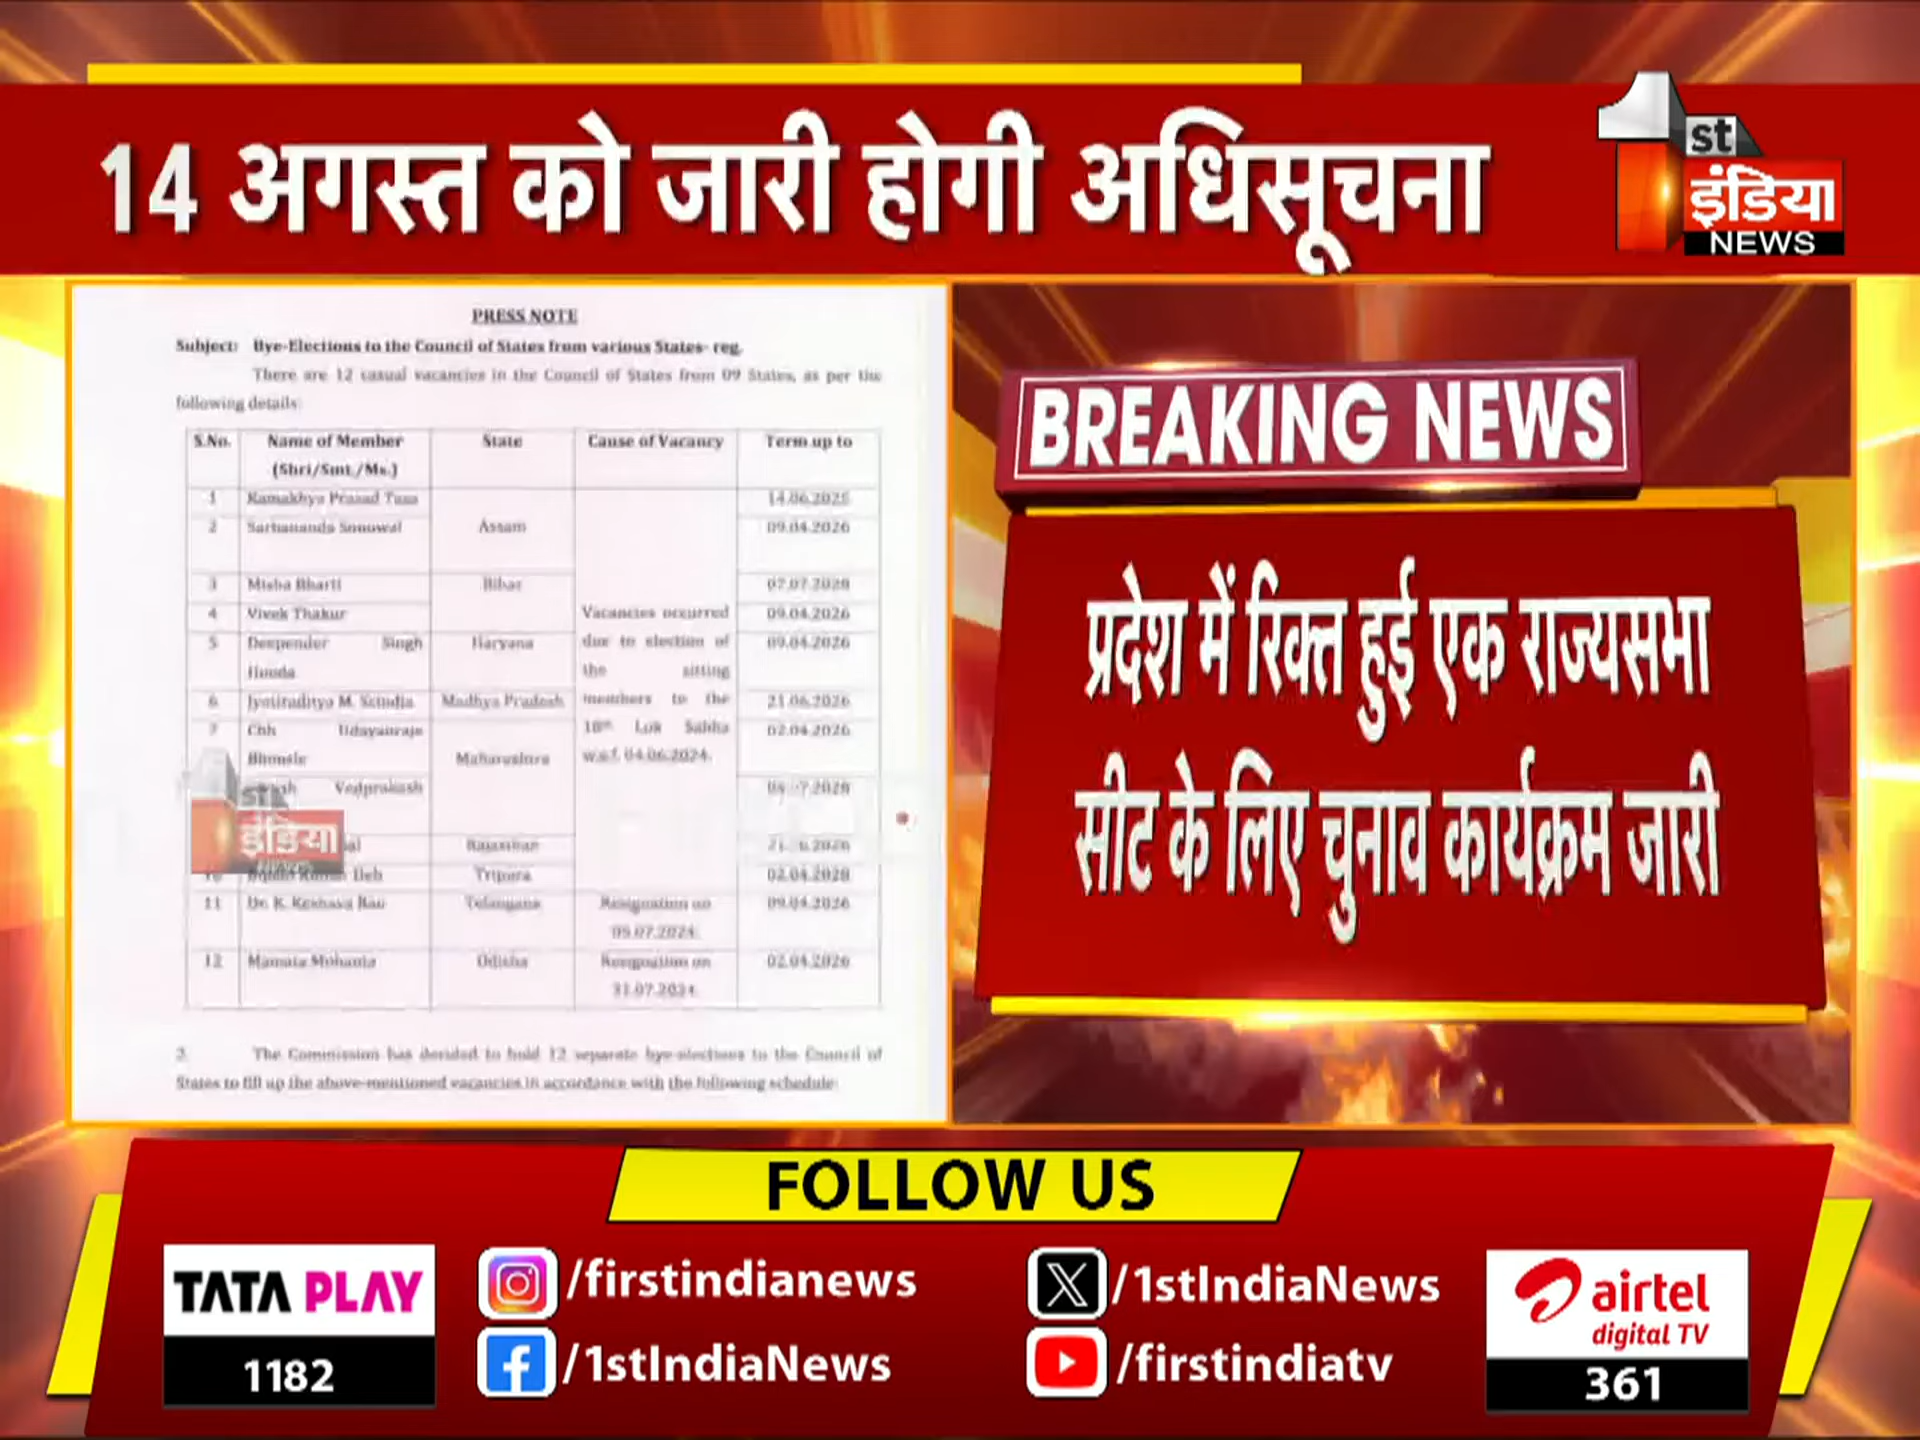 14 अगस्त को जारी होगी अधिसूचना
1st
इंडिया
NEWS
PRESS NOTE
Subject: Bye-Elections to the Council of States from various States- reg.
There are 12 casual vacancies in the Council of States from 09 States, as per the
following details:
S.No. Name of Member (Shri/Smt./Ms.) State Cause of Vacancy Term up to
1 Kamakhya Prasad Tasa
2 Sarbananda Sonowal Assam 09.04.2026
3 Misha Bharti Bihar 07.07.2028
4 Vivek Thakur 09.04.2026
5 Deepender Singh Hooda Haryana 09.04.2026
6 Jyotiraditya M. Scindia Madhya Pradesh 21.06.2026
7 Chh Udayanraje Bhonsle Maharashtra 02.04.2026
Vacancies occurred
due to election of
the sitting
members to the
18th Lok Sabha
w.e.f. 04.06.2024.
Vedprakash
Rajasthan
Deb Tripura 02.04.2028
11 Dr. K. Keshava Rao Telangana Resignation on 05.07.2024. 09.04.2026
12 Mamata Mohanta Odisha Resignation on 31.07.2024. 02.04.2026
2. The Commission has decided to hold 12 separate bye-elections to the Council of
States to fill up the above-mentioned vacancies in accordance with the following schedule:
1st
इंडिया
BREAKING NEWS
प्रदेश में रिक्त हुई एक राज्यसभा
सीट के लिए चुनाव कार्यक्रम जारी
FOLLOW US
TATA PLAY
1182
/firstindianews
/1stIndiaNews
/1stIndiaNews
/firstindiatv
airtel
digital TV
361